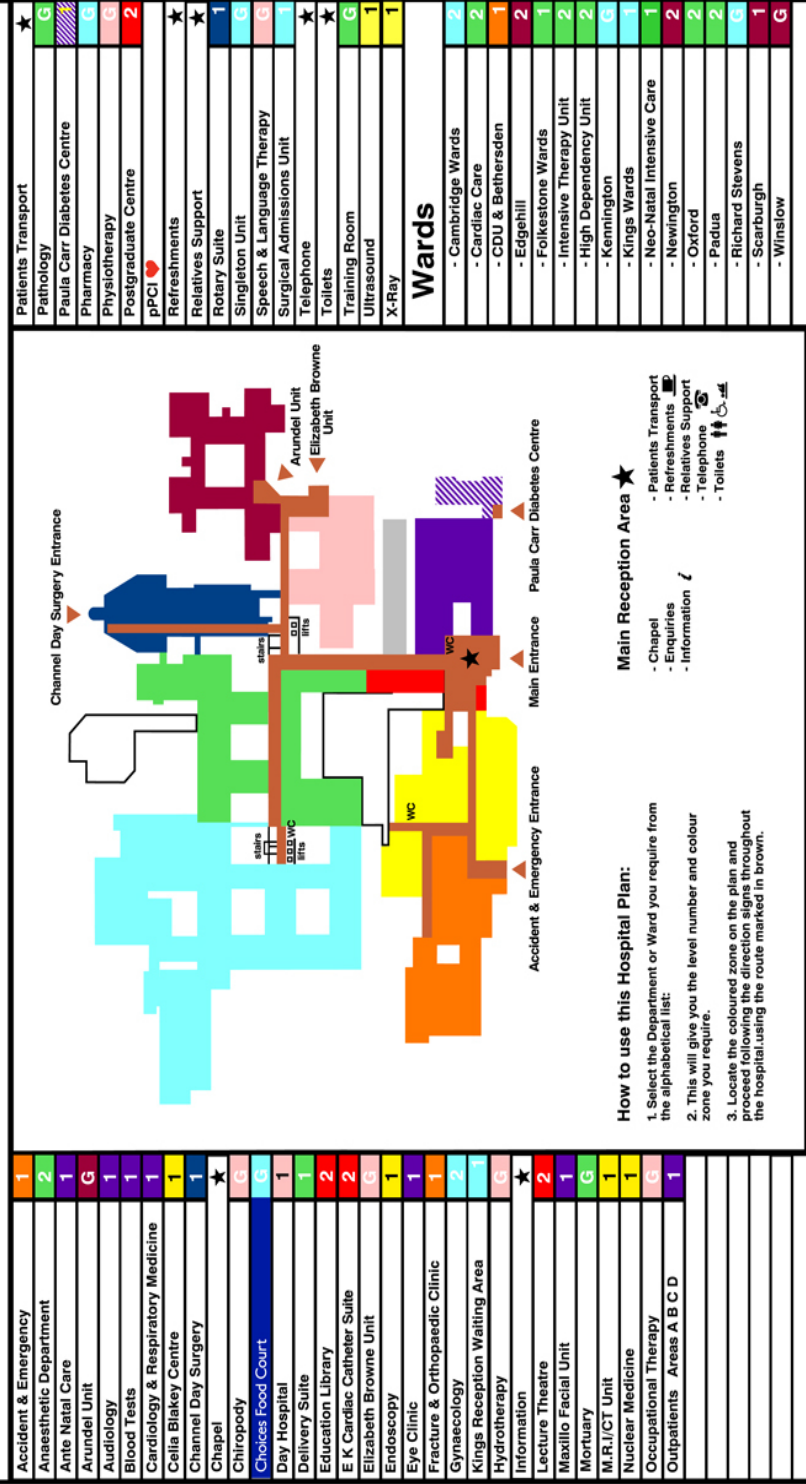 Accident & Emergency 1
Anaesthetic Department 2
Ante Natal Care 1
Arundel Unit G
Audiology 1
Blood Tests 1
Cardiology & Respiratory Medicine 1
Celia Blakey Centre 1
Channel Day Surgery 1
Chapel ★
Chiropody G
Choices Food Court G
Day Hospital 1
Delivery Suite 1
Education Library 2
E K Cardiac Catheter Suite 2
Elizabeth Browne Unit G
Endoscopy 1
Eye Clinic 1
Fracture & Orthopaedic Clinic 1
Gynaecology 2
Kings Reception Waiting Area 1
Hydrotherapy G
Information ★
Lecture Theatre 2
Maxillo Facial Unit 1
Mortuary G
M.R.I/CT Unit 1
Nuclear Medicine 1
Occupational Therapy G
Outpatients Areas A B C D 1
Channel Day Surgery Entrance
stairs
WC
lifts
stairs
lifts
Arundel Unit
Elizabeth Browne
Unit
WC
WC
★
Accident & Emergency Entrance
Main Entrance
Paula Carr Diabetes Centre
How to use this Hospital Plan:
1. Select the Department or Ward you require from
the alphabetical list:
2. This will give you the level number and colour
zone you require.
3. Locate the coloured zone on the plan and
proceed following the direction signs throughout
the hospital.using the route marked in brown.
Main Reception Area ★
- Chapel
- Enquiries
- Information i
- Patients Transport
- Refreshments
- Relatives Support
- Telephone
- Toilets
Patients Transport ★
Pathology G
Paula Carr Diabetes Centre 1
Pharmacy G
Physiotherapy G
Postgraduate Centre 2
pPCI ❤
Refreshments ★
Relatives Support ★
Rotary Suite 1
Singleton Unit G
Speech & Language Therapy G
Surgical Admissions Unit 1
Telephone ★
Toilets ★
Training Room G
Ultrasound 1
X-Ray 1
Wards
- Cambridge Wards 2
- Cardiac Care 2
- CDU & Bethersden 1
- Edgehill 2
- Folkestone Wards 1
- Intensive Therapy Unit 2
- High Dependency Unit 2
- Kennington G
- Kings Wards 1
- Neo-Natal Intensive Care 1
- Newington 2
- Oxford 2
- Padua 2
- Richard Stevens G
- Scarburgh 1
- Winslow G